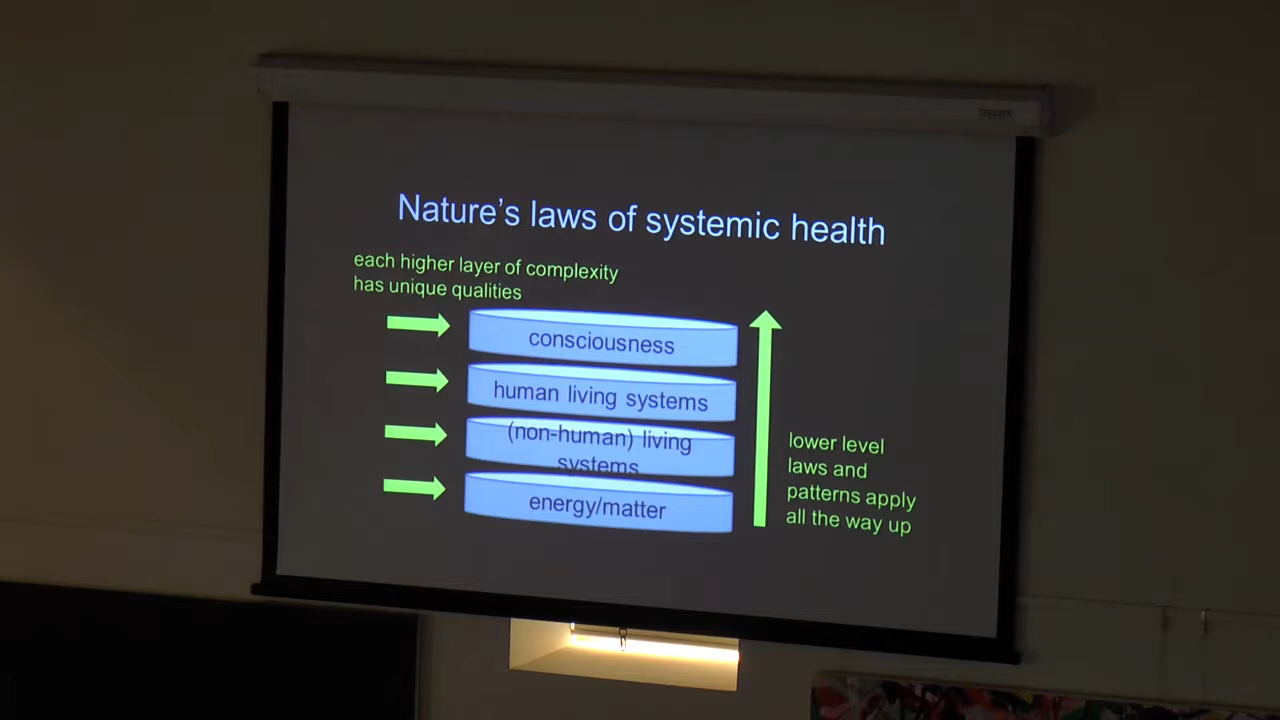 Nature's laws of systemic health
each higher layer of complexity
has unique qualities
consciousness
human living systems
(non-human) living
systems
energy/matter
lower level
laws and
patterns apply
all the way up